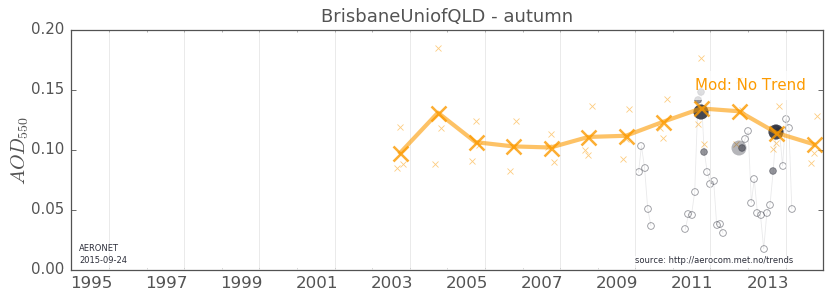 BrisbaneUniofQLD - autumn
0.20
0.15
0.10
0.05
0.00
AOD550
Mod: No Trend
AERONET
2015-09-24
source: http://aerocom.met.no/trends
1995 1997 1999 2001 2003 2005 2007 2009 2011 2013